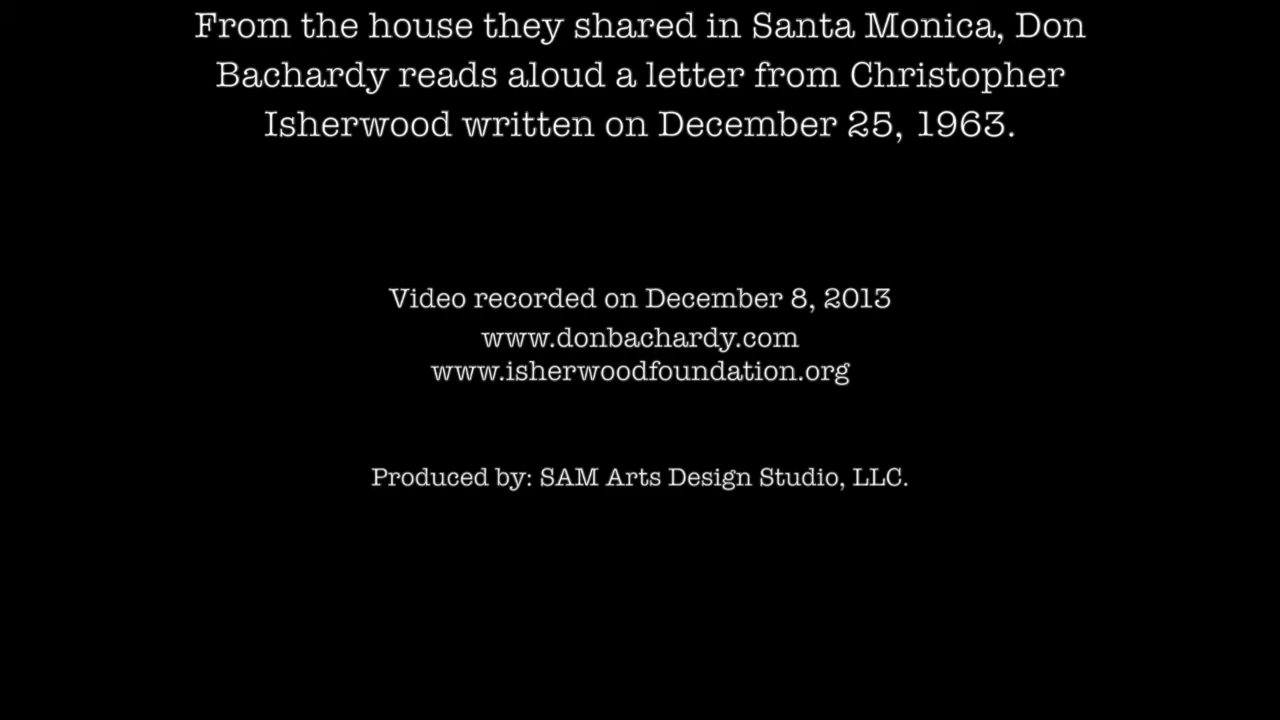 From the house they shared in Santa Monica, Don
Bachardy reads aloud a letter from Christopher
Isherwood written on December 25, 1963.
Video recorded on December 8, 2013
www.donbachardy.com
www.isherwoodfoundation.org
Produced by: SAM Arts Design Studio, LLC.